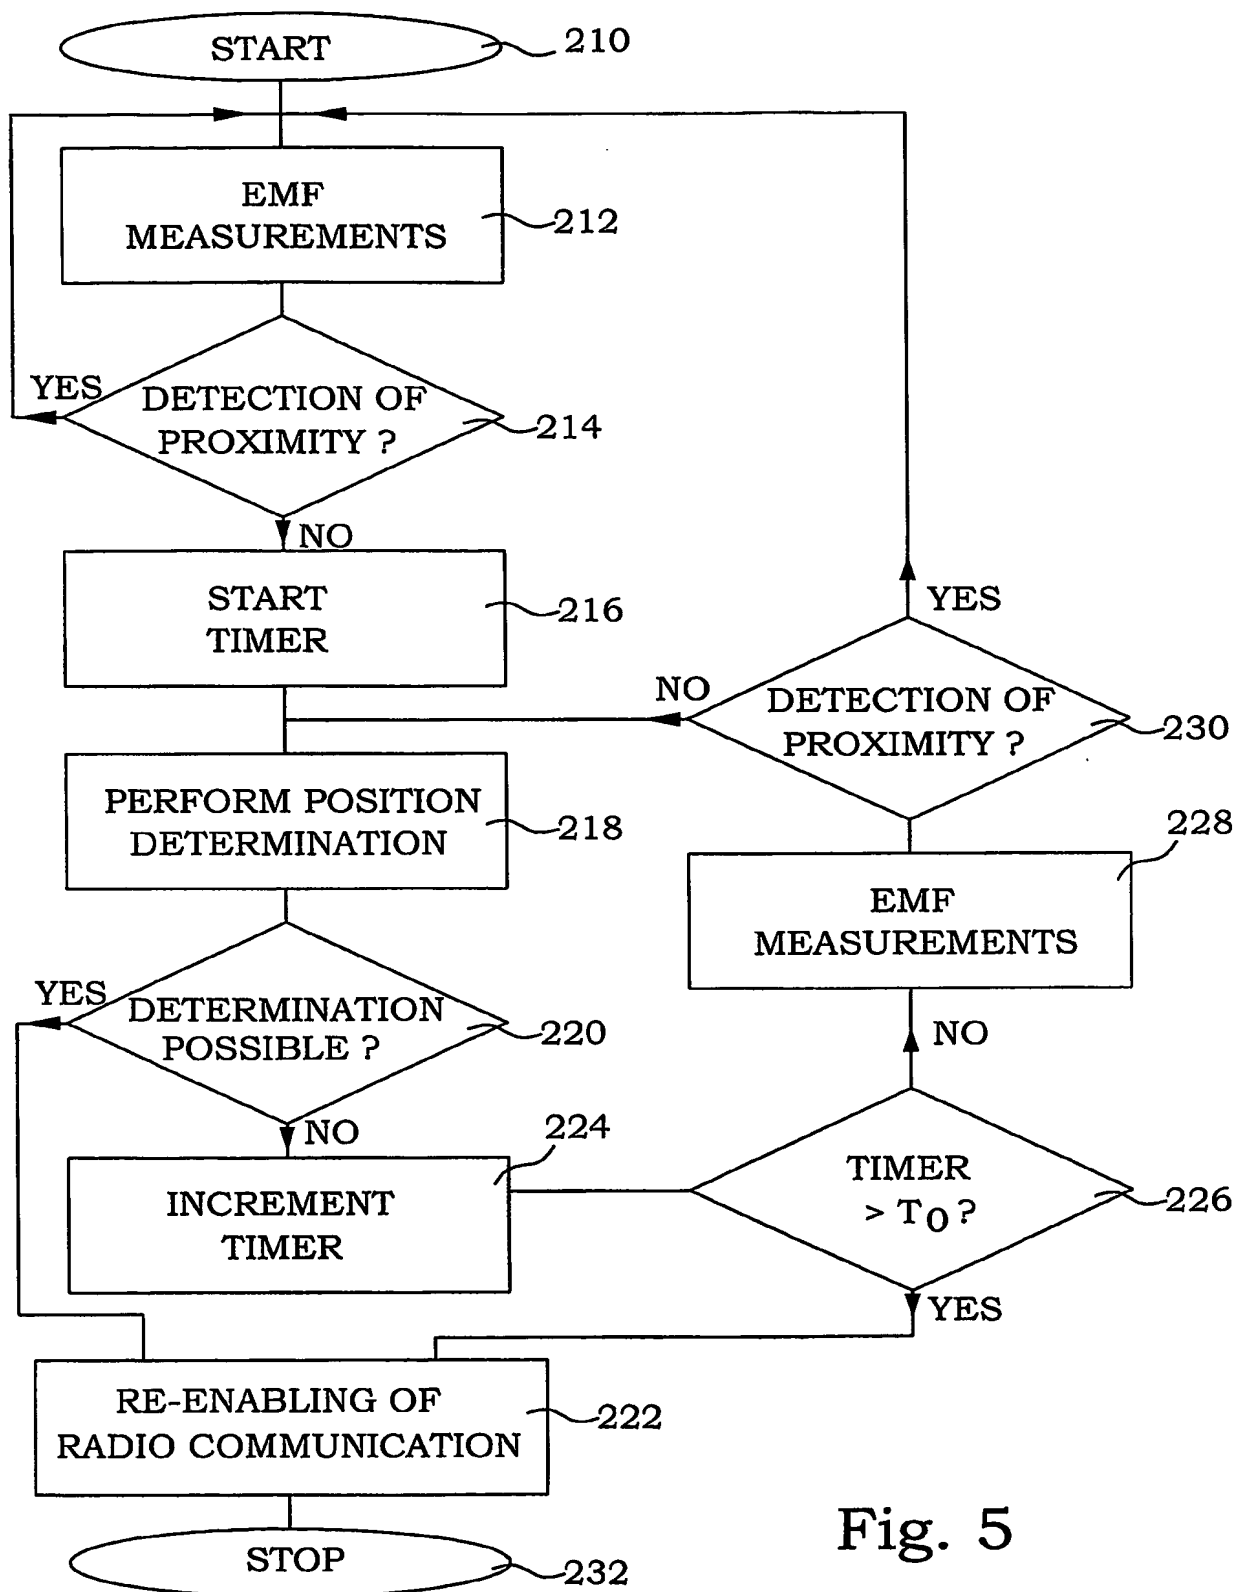 START
210
EMF
MEASUREMENTS
212
YES
DETECTION OF
PROXIMITY ?
214
NO
START
TIMER
216
YES
NO
DETECTION OF
PROXIMITY ?
230
PERFORM POSITION
DETERMINATION
218
228
EMF
MEASUREMENTS
YES
DETERMINATION
POSSIBLE ?
220
NO
NO
224
INCREMENT
TIMER
TIMER
> T0 ?
226
YES
RE-ENABLING OF
RADIO COMMUNICATION
222
STOP
232
Fig. 5